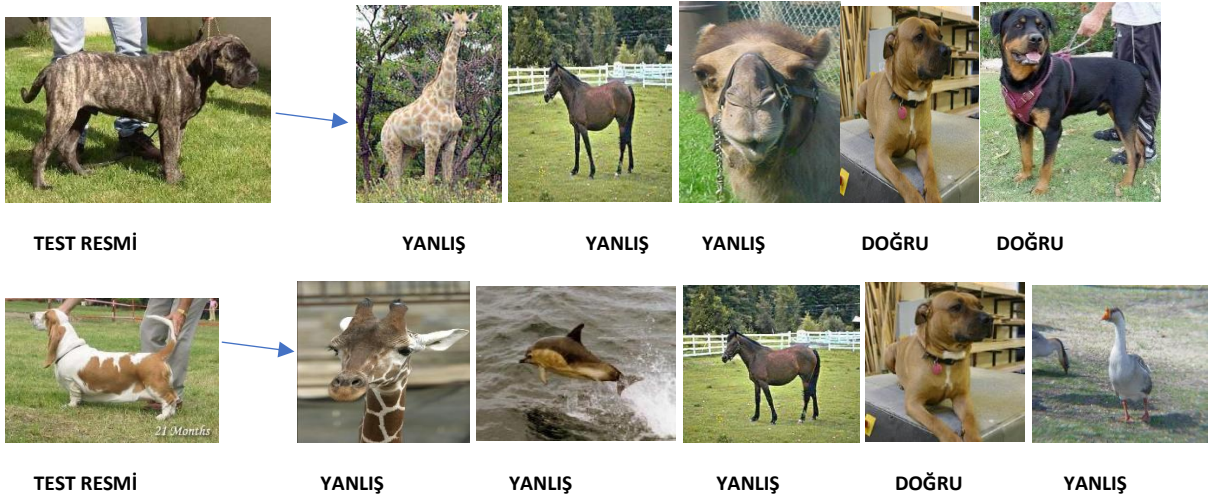 TEST RESMİ YANLIŞ YANLIŞ YANLIŞ DOĞRU DOĞRU
21 Months
TEST RESMİ YANLIŞ YANLIŞ YANLIŞ DOĞRU YANLIŞ